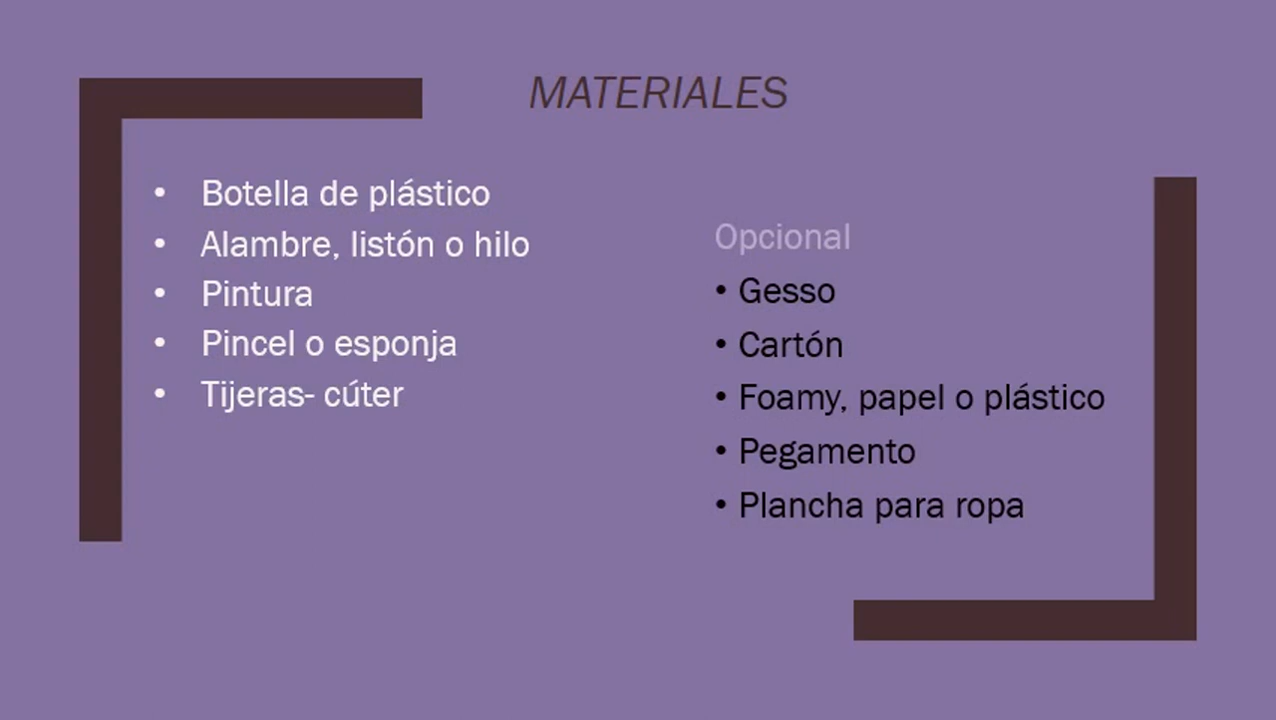 MATERIALES
• Botella de plástico
• Alambre, listón o hilo
• Pintura
• Pincel o esponja
• Tijeras- cúter
Opcional
• Gesso
• Cartón
• Foamy, papel o plástico
• Pegamento
• Plancha para ropa